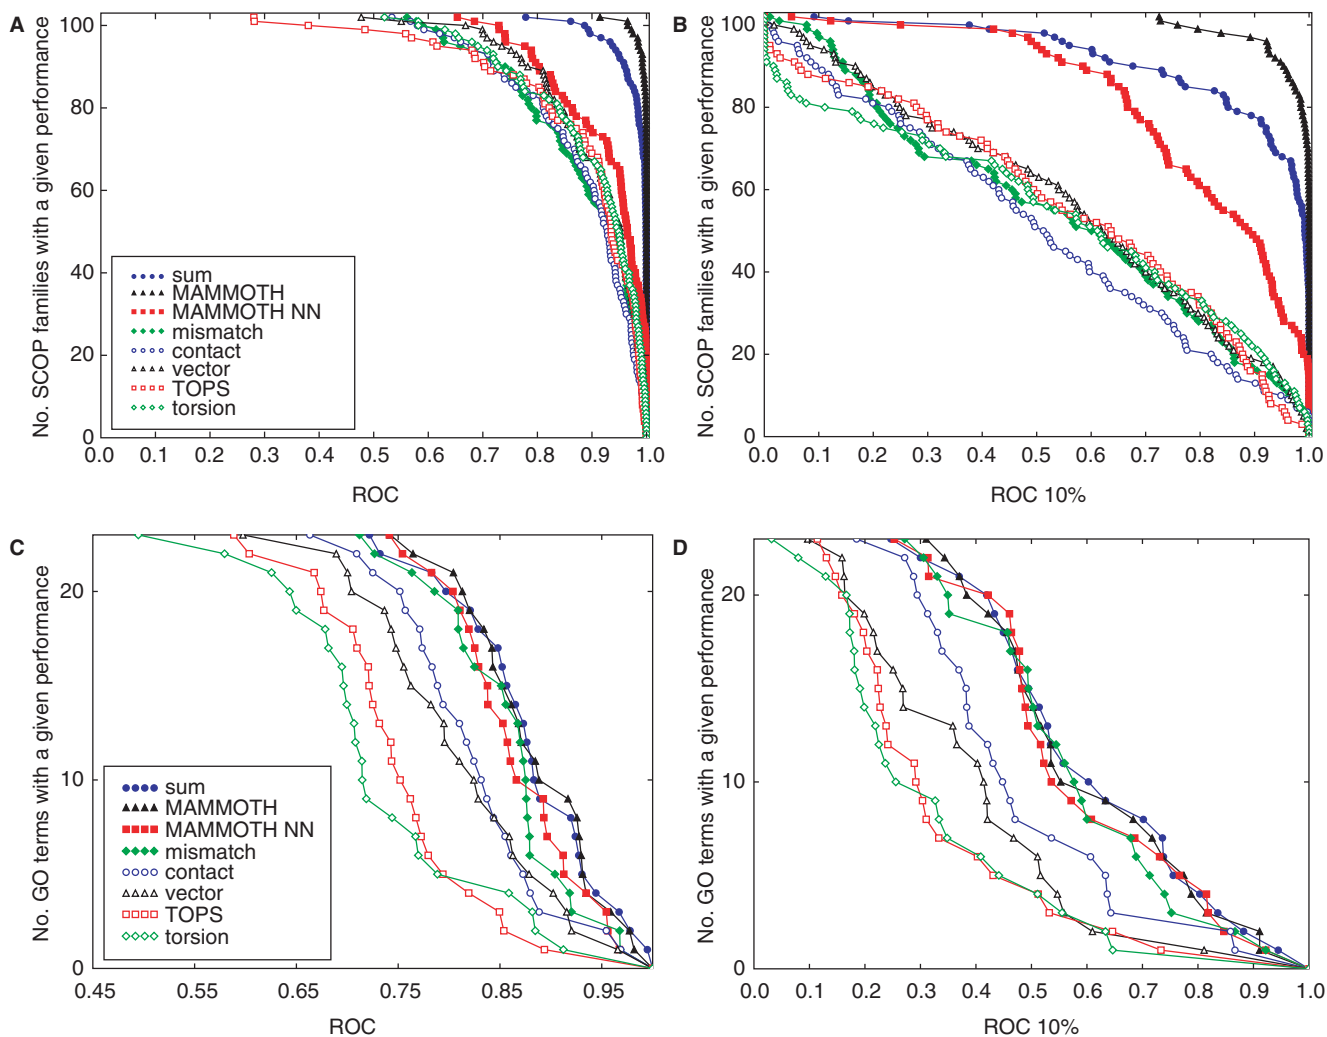 A
No. SCOP families with a given performance
100
80
60
40
20
0
sum
MAMMOTH
MAMMOTH NN
mismatch
contact
vector
TOPS
torsion
0.0 0.1 0.2 0.3 0.4 0.5 0.6 0.7 0.8 0.9 1.0
ROC
B
No. SCOP families with a given performance
100
80
60
40
20
0
0.0 0.1 0.2 0.3 0.4 0.5 0.6 0.7 0.8 0.9 1.0
ROC 10%
C
No. GO terms with a given performance
20
10
0
sum
MAMMOTH
MAMMOTH NN
mismatch
contact
vector
TOPS
torsion
0.45 0.55 0.65 0.75 0.85 0.95
ROC
D
No. GO terms with a given performance
20
10
0
0.0 0.1 0.2 0.3 0.4 0.5 0.6 0.7 0.8 0.9 1.0
ROC 10%